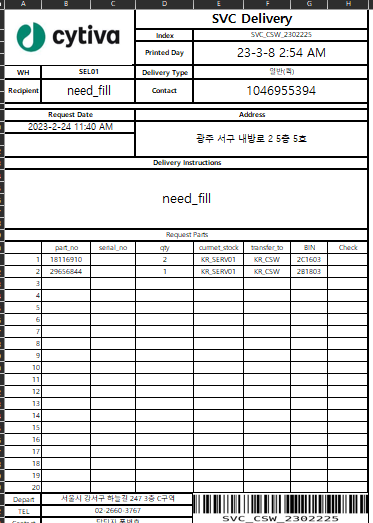 A B C D E F G H
cytiva
SVC Delivery
Index SVC_CSW_2302225
Printed Day 23-3-8 2:54 AM
WH SEL01 Delivery Type 일반(퀵)
Recipient need_fill Contact 1046955394
Request Date Address
2023-2-24 11:40 AM
광주 서구 내방로 2 5층 5호
Delivery Instructions
need_fill
Request Parts
part_no serial_no qty curmet_stock transfer_to BIN Check
1 18116910 2 KR_SERV01 KR_CSW 2C1603
2 29656844 1 KR_SERV01 KR_CSW 2B1803
3
4
5
6
7
8
9
10
11
12
13
14
15
16
17
18
19
20
Depart 서울시 강서구 하늘길 247 3층 C구역
TEL 02-2660-3767
SVC_CSW_2302225